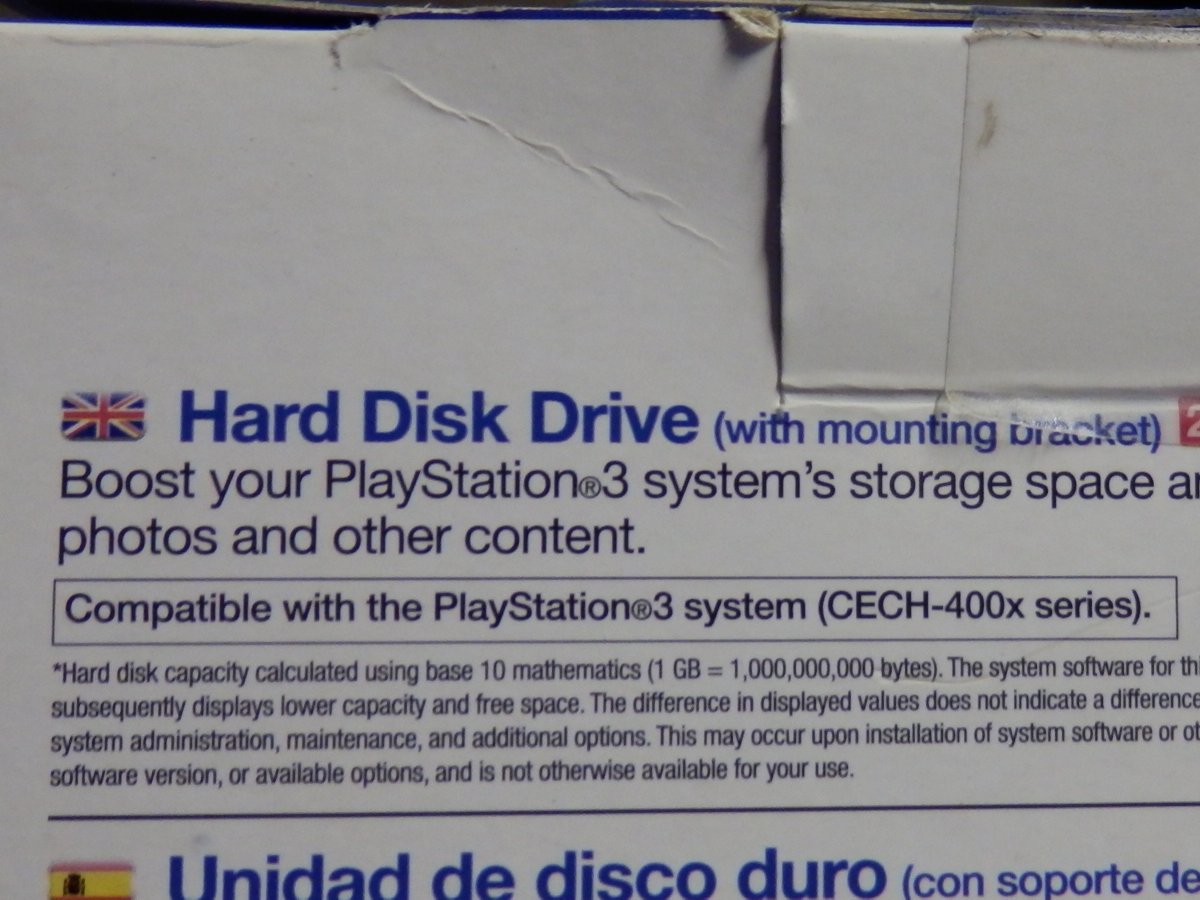 Hard Disk Drive (with mounting bracket) 2
Boost your PlayStation®3 system's storage space
photos and other content.
Compatible with the PlayStation®3 system (CECH-400x series).
*Hard disk capacity calculated using base 10 mathematics (1 GB = 1,000,000,000 bytes). The system software for
subsequently displays lower capacity and free space. The difference in displayed values does not indicate a difference
system administration, maintenance, and additional options. This may occur upon installation of system software or
software version, or available options, and is not otherwise available for your use.
Unidad de disco duro (con soporte de